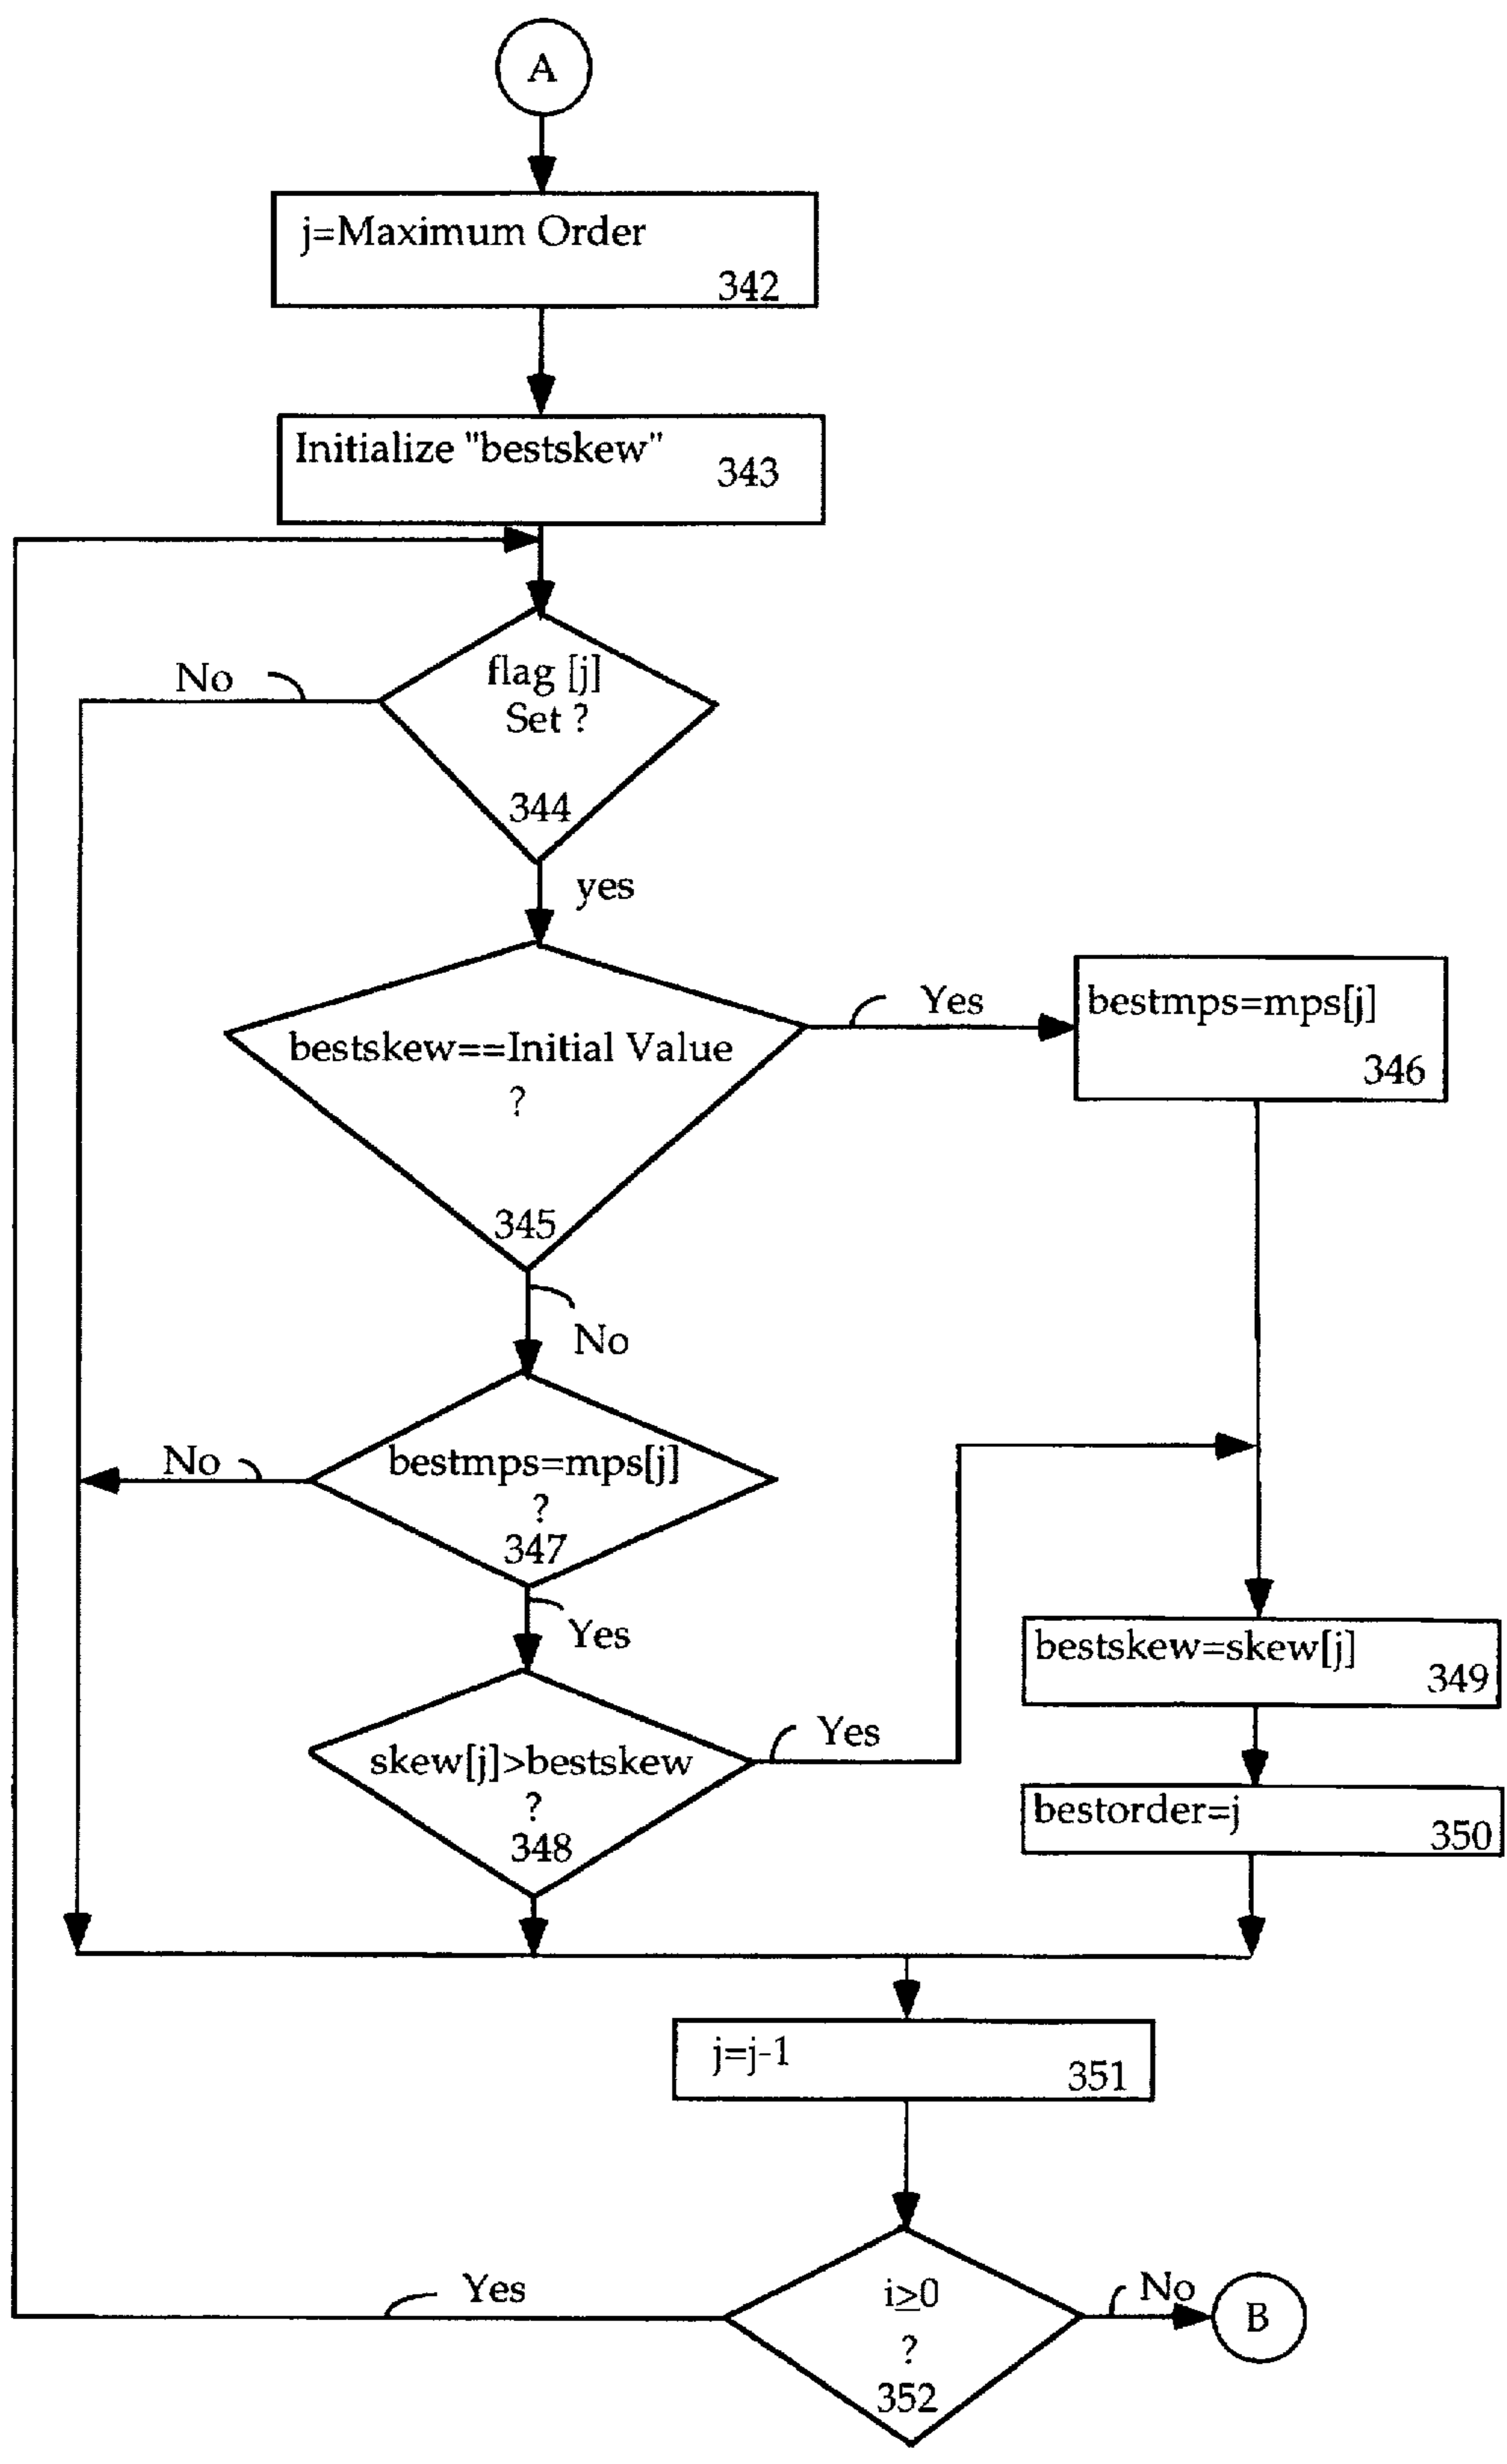 A
j=Maximum Order
342
Initialize "bestskew"
343
No
flag [j]
Set ?
344
yes
bestskew==Initial Value
?
345
Yes
bestmps=mps[j]
346
No
No
bestmps=mps[j]
?
347
Yes
skew[j]>bestskew
?
348
Yes
bestskew=skew[j]
349
bestorder=j
350
j=j-1
351
Yes
i≥0
?
352
No
B